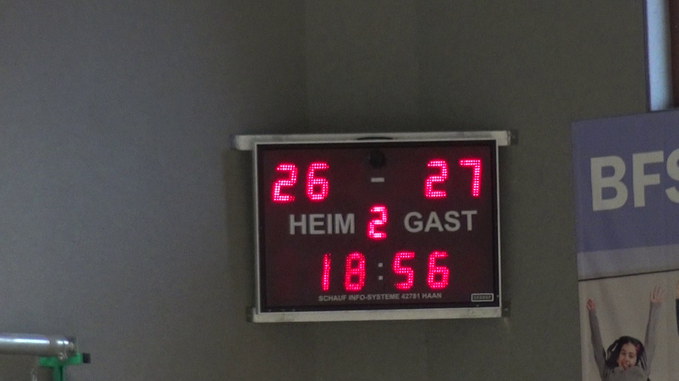 26 - 27
HEIM 2 GAST
18:56
SCHAUF INFO-SYSTEME 42781 HAAN
BFS